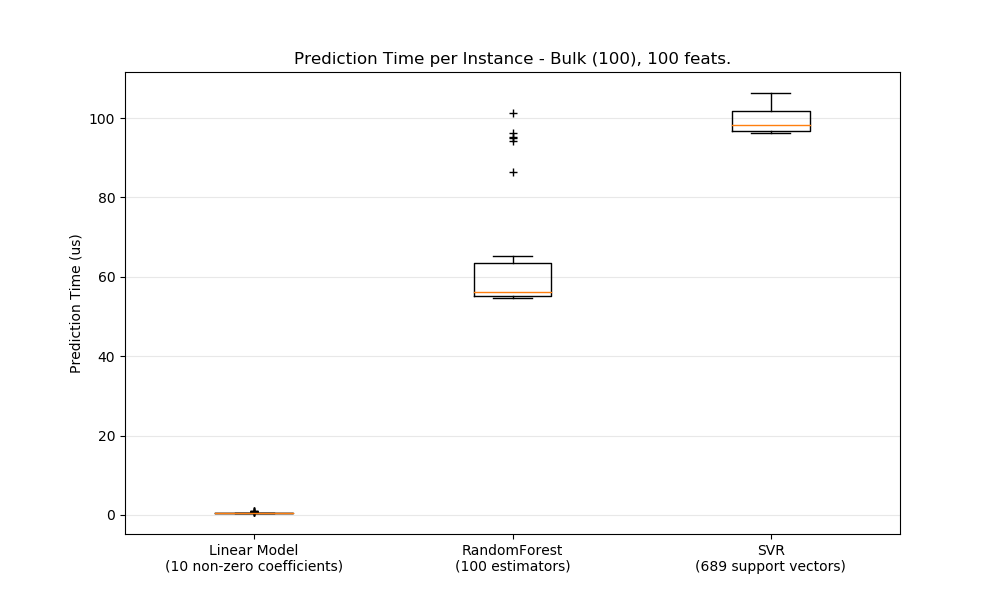 Prediction Time per Instance - Bulk (100), 100 feats.
Prediction Time (us)
100
80
60
40
20
0
Linear Model
(10 non-zero coefficients)
RandomForest
(100 estimators)
SVR
(689 support vectors)